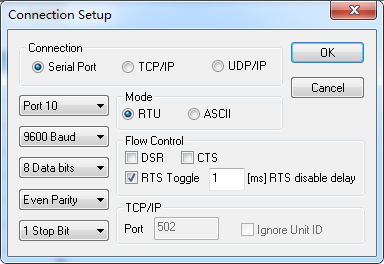 Connection Setup
Connection
Serial Port TCP/IP UDP/IP
OK
Cancel
Port 10
9600 Baud
8 Data bits
Even Parity
1 Stop Bit
Mode
RTU ASCII
Flow Control
DSR CTS
RTS Toggle 1 [ms] RTS disable delay
TCP/IP
Port 502 Ignore Unit ID